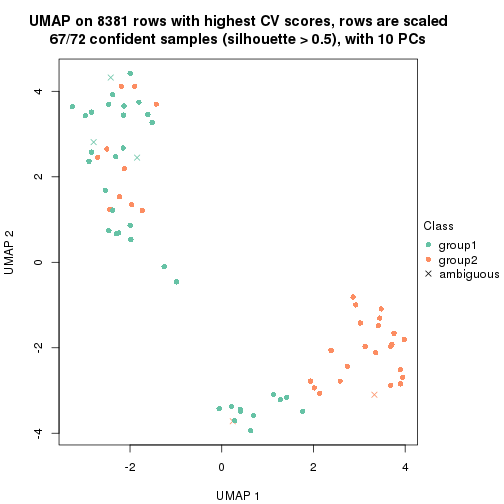 UMAP on 8381 rows with highest CV scores, rows are scaled
67/72 confident samples (silhouette > 0.5), with 10 PCs
4
2
0
-2
-4
UMAP 2
-2
0
2
4
UMAP 1
Class
group1
group2
ambiguous